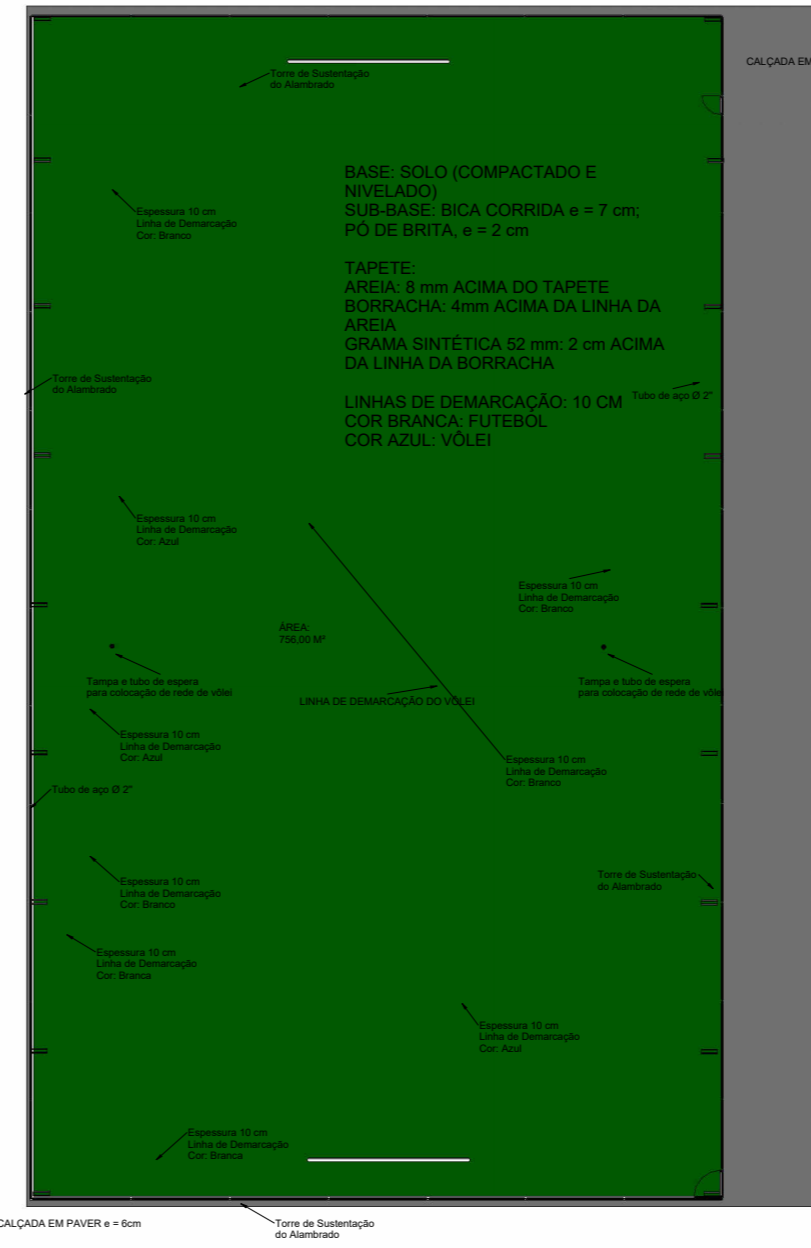 CALÇADA EM
Torre de Sustentação
do Alambrado
BASE: SOLO (COMPACTADO E
NIVELADO)
SUB-BASE: BICA CORRIDA e = 7 cm;
PÓ DE BRITA, e = 2 cm
Espessura 10 cm
Linha de Demarcação
Cor: Branco
TAPETE:
AREIA: 8 mm ACIMA DO TAPETE
BORRACHA: 4mm ACIMA DA LINHA DA
AREIA
GRAMA SINTÉTICA 52 mm: 2 cm ACIMA
DA LINHA DA BORRACHA
Torre de Sustentação
do Alambrado
Tubo de aço Ø 2"
LINHAS DE DEMARCAÇÃO: 10 CM
COR BRANCA: FUTEBOL
COR AZUL: VÔLEI
Espessura 10 cm
Linha de Demarcação
Cor: Azul
Espessura 10 cm
Linha de Demarcação
Cor: Branco
ÁREA:
756,00 M²
Tampa e tubo de espera
para colocação de rede de vôlei
Tampa e tubo de espera
para colocação de rede de vôlei
LINHA DE DEMARCAÇÃO DO VÔLEI
Espessura 10 cm
Linha de Demarcação
Cor: Azul
Espessura 10 cm
Linha de Demarcação
Cor: Branco
Tubo de aço Ø 2"
Torre de Sustentação
do Alambrado
Espessura 10 cm
Linha de Demarcação
Cor: Branco
Espessura 10 cm
Linha de Demarcação
Cor: Branca
Espessura 10 cm
Linha de Demarcação
Cor: Azul
Espessura 10 cm
Linha de Demarcação
Cor: Branca
CALÇADA EM PAVER e = 6cm
Torre de Sustentação
do Alambrado